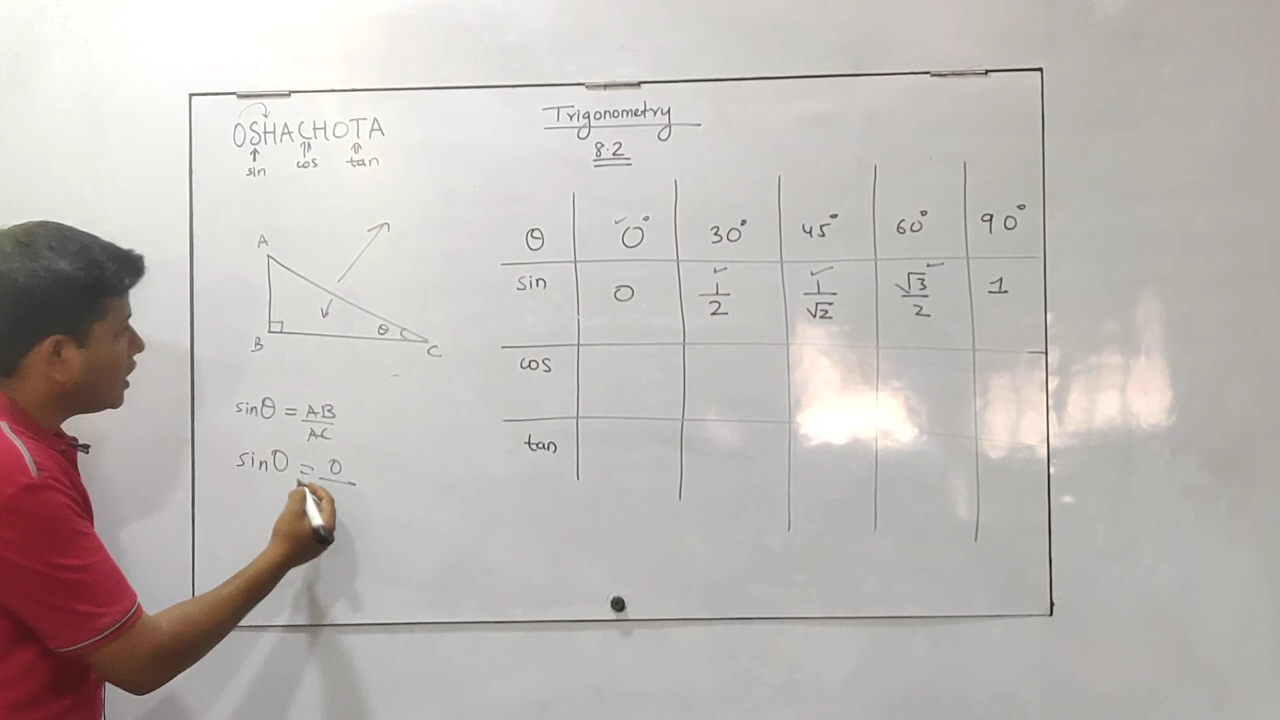 OSHACHOTA
sin cos tan
Trigonometry
8.2
A
B
C
θ
sinθ = AB/AC
sin0 = 0
θ 0° 30° 45° 60° 90°
sin 0 1/2 1/√2 √3/2 1
cos
tan